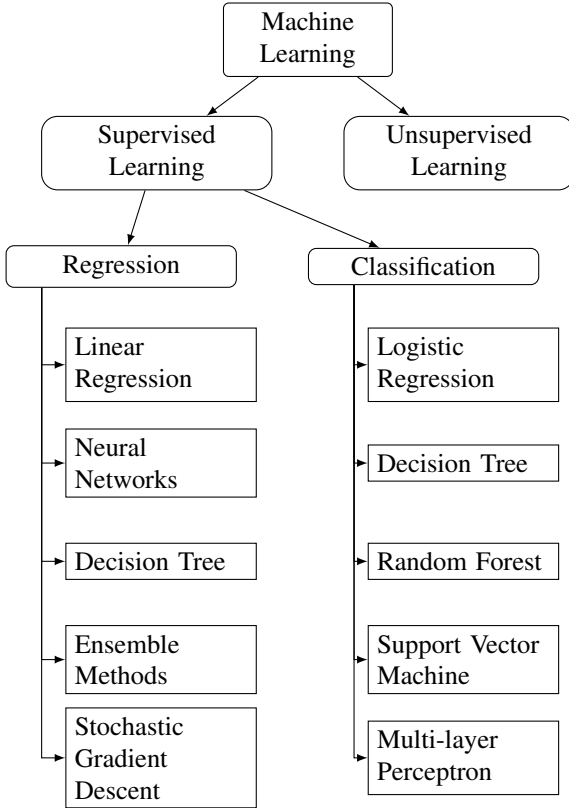 Machine
Learning
Supervised
Learning
Unsupervised
Learning
Regression
Classification
Linear
Regression
Neural
Networks
Decision Tree
Ensemble
Methods
Stochastic
Gradient
Descent
Logistic
Regression
Decision Tree
Random Forest
Support Vector
Machine
Multi-layer
Perceptron